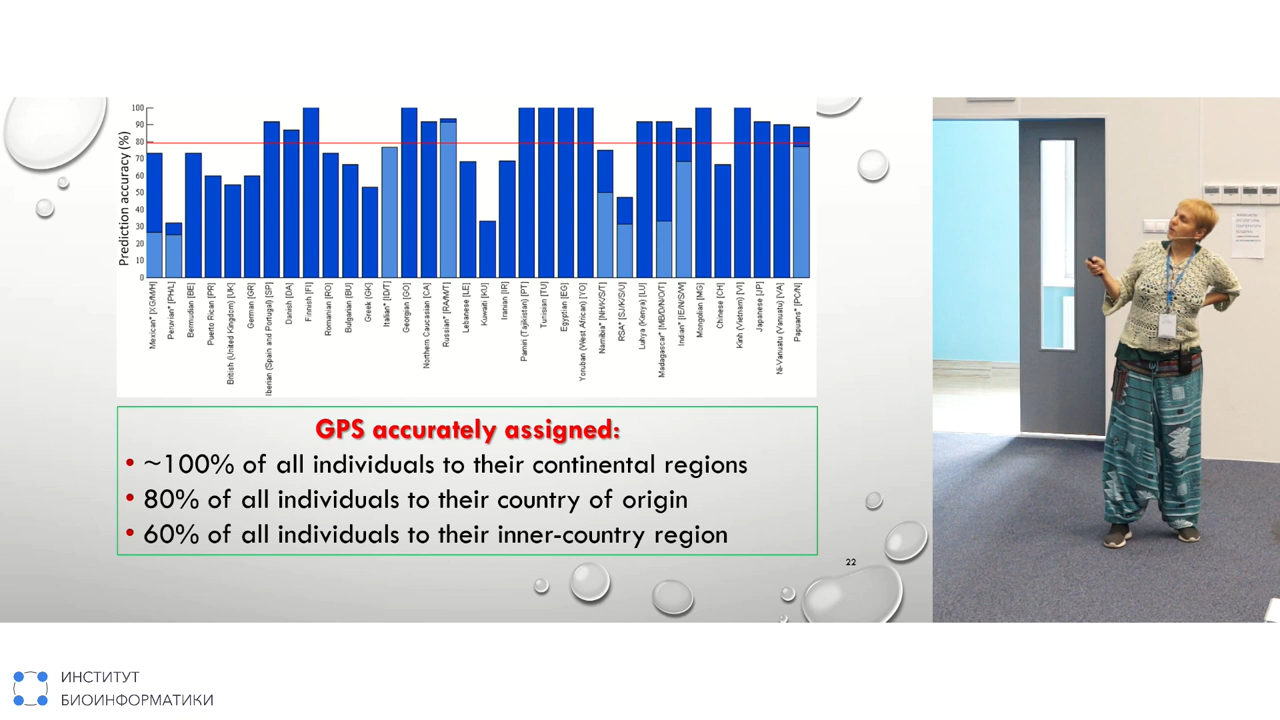 Prediction accuracy (%)
100
90
80
70
60
50
40
30
20
10
0
Mexican* [X/G/M/H]
Peruvian* [PH/L]
Bermudian [BE]
Puerto Rican [PR]
British (United Kingdom) [UK]
German [GR]
Iberian (Spain and Portugal) [SP]
Danish [DA]
Finnish [FI]
Romanian [RO]
Bulgarian [BU]
Greek [GK]
Italian* [ID/T]
Georgian [GO]
Northern Caucasian [CA]
Russian* [RA/M/T]
Lebanese [LE]
Kuwaiti [KU]
Iranian [IR]
Pamiri (Tajikistan) [PT]
Tunisian [TU]
Egyptian [EG]
Yoruban (West African) [YO]
Namibia* [NH/K/S/T]
RSA* [SJ/A/S/U]
Luhya (Kenya) [LU]
Madagascar* [MB/D/N/O/T]
Indian* [IE/N/S/W]
Mongolian [MG]
Chinese [CH]
Kinh (Vietnam) [VI]
Japanese [JP]
Ni-Vanuatu (Vanuatu) [VA]
Papuans* [PC/N]
GPS accurately assigned:
• ~100% of all individuals to their continental regions
• 80% of all individuals to their country of origin
• 60% of all individuals to their inner-country region
22
ИНСТИТУТ
БИОИНФОРМАТИКИ